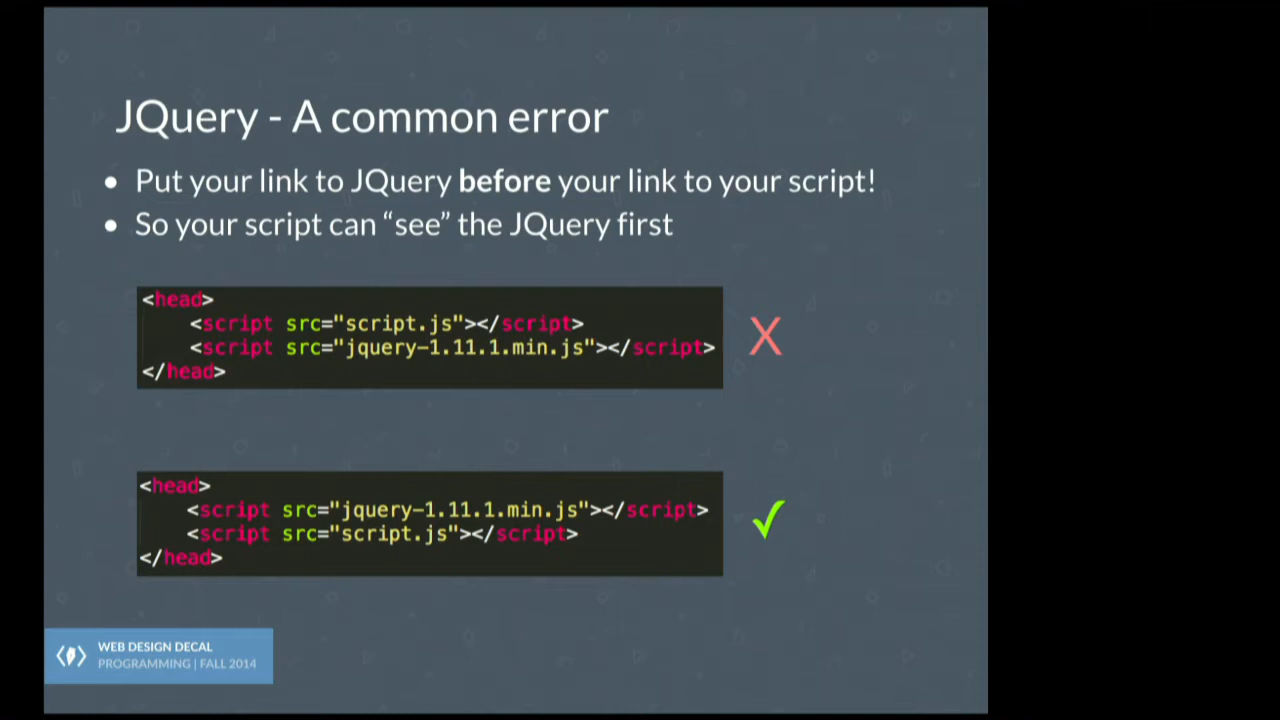 JQuery - A common error
• Put your link to JQuery before your link to your script!
• So your script can “see” the JQuery first
<head>
<script src="script.js"></script>
<script src="jquery-1.11.1.min.js"></script>
</head>
X
<head>
<script src="jquery-1.11.1.min.js"></script>
<script src="script.js"></script>
</head>
✓
WEB DESIGN DECAL
PROGRAMMING | FALL 2014